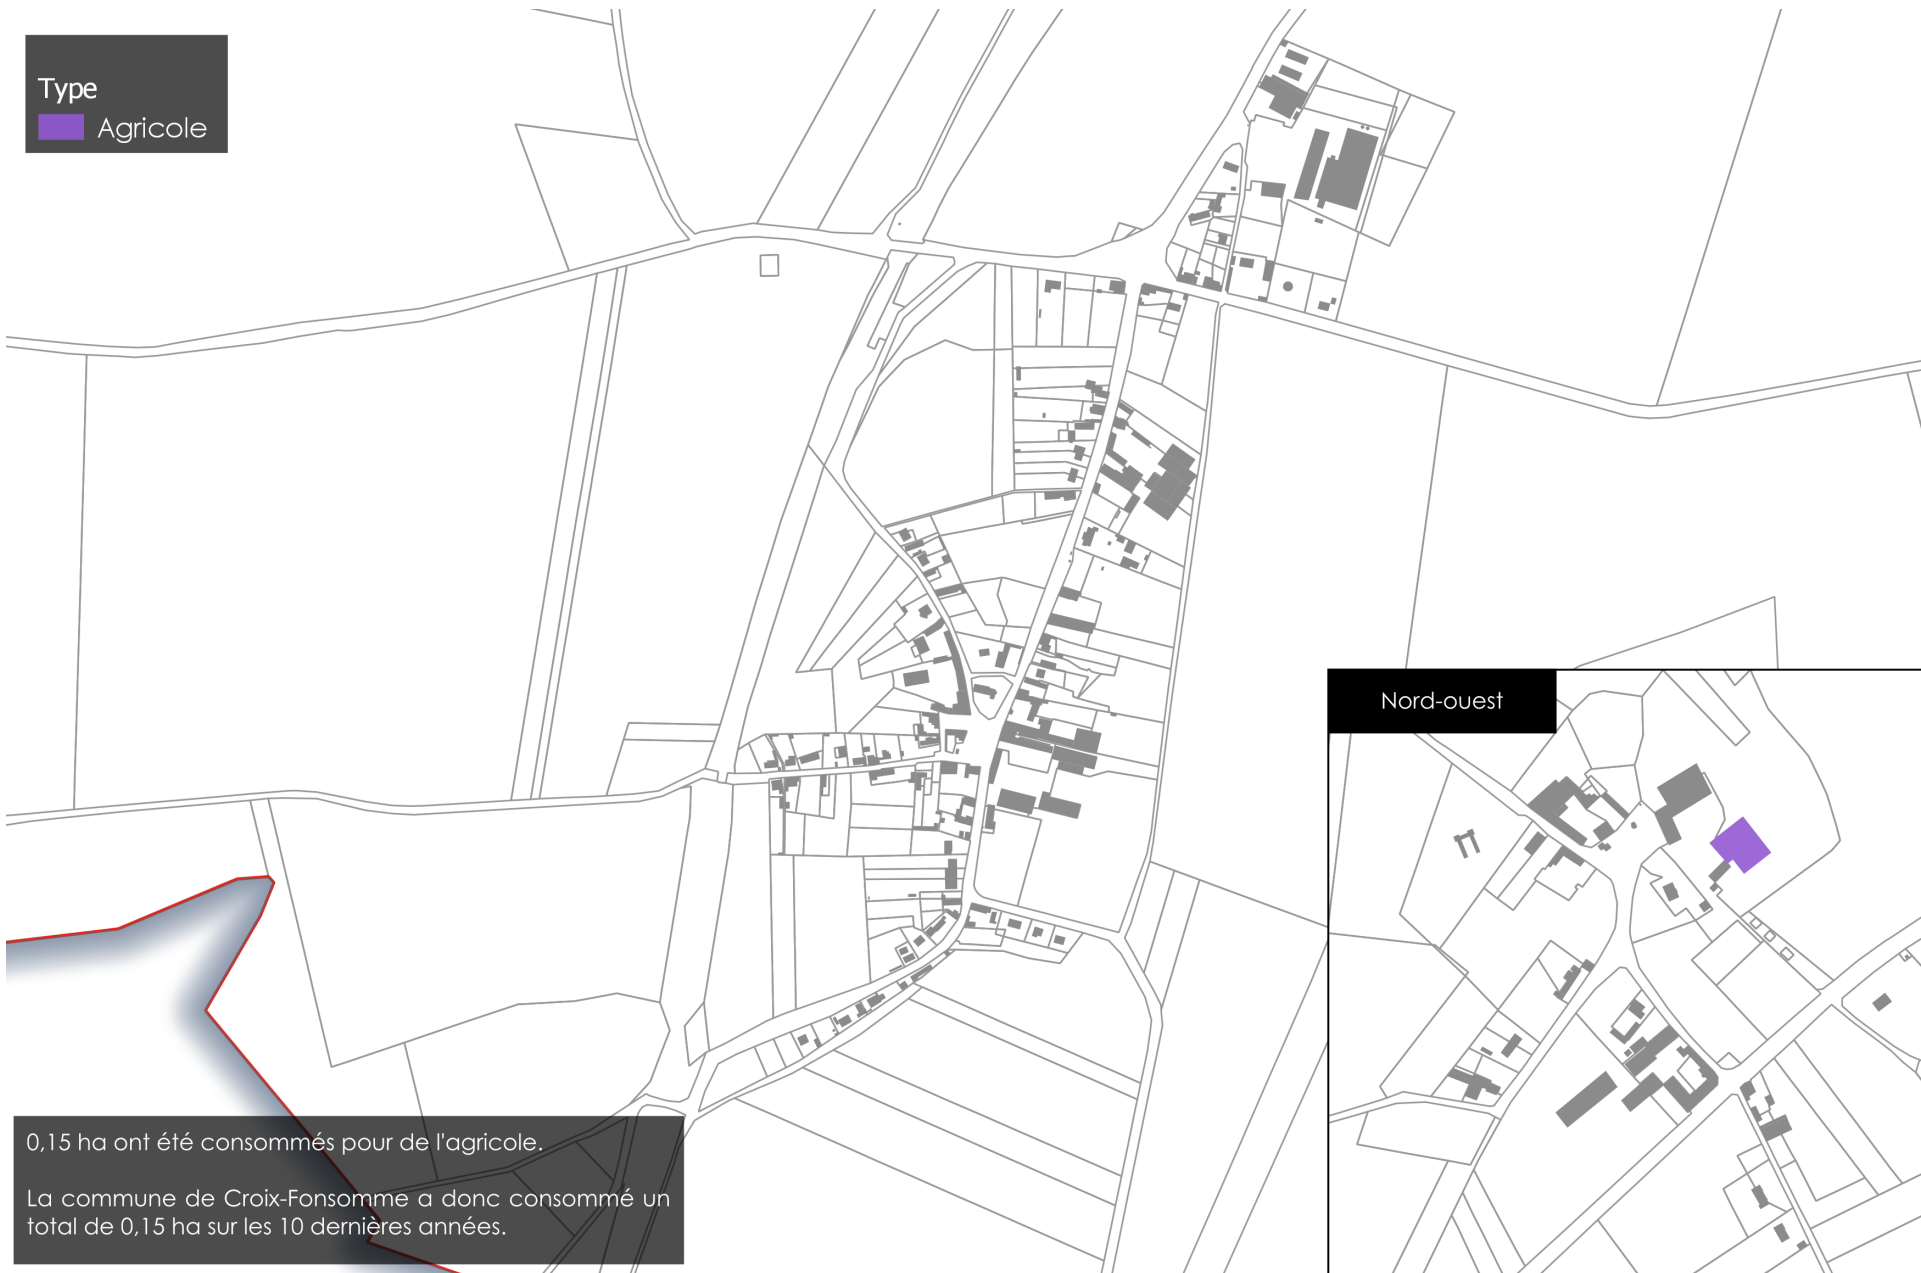 Type
Agricole
Nord-ouest
0,15 ha ont été consommés pour de l'agricole.
La commune de Croix-Fonsomme a donc consommé un
total de 0,15 ha sur les 10 dernières années.